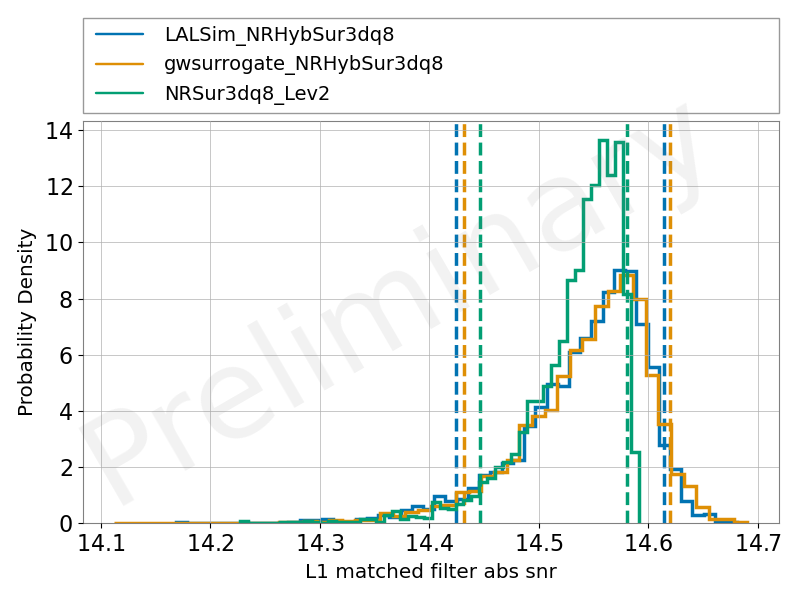 LALSim_NRHybSur3dq8
gwsurrogate_NRHybSur3dq8
NRSur3dq8_Lev2
Preliminary
Probability Density
14
12
10
8
6
4
2
0
14.1 14.2 14.3 14.4 14.5 14.6 14.7
L1 matched filter abs snr